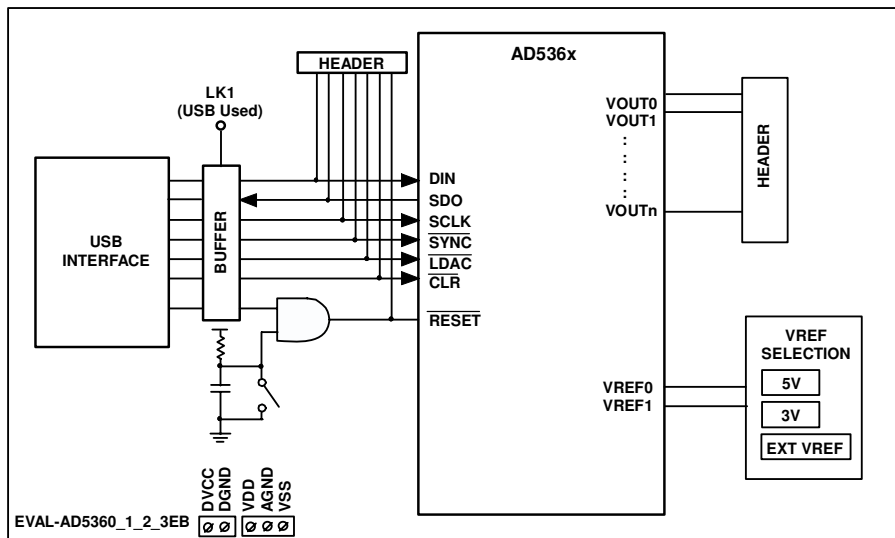 HEADER
LK1
(USB Used)
USB
INTERFACE
BUFFER
AD536x
DIN
SDO
SCLK
SYNC
LDAC
CLR
RESET
VOUT0
VOUT1
VOUTn
HEADER
VREF0
VREF1
VREF
SELECTION
5V
3V
EXT VREF
DVCC
DGND
VDD
AGND
VSS
EVAL-AD5360_1_2_3EB